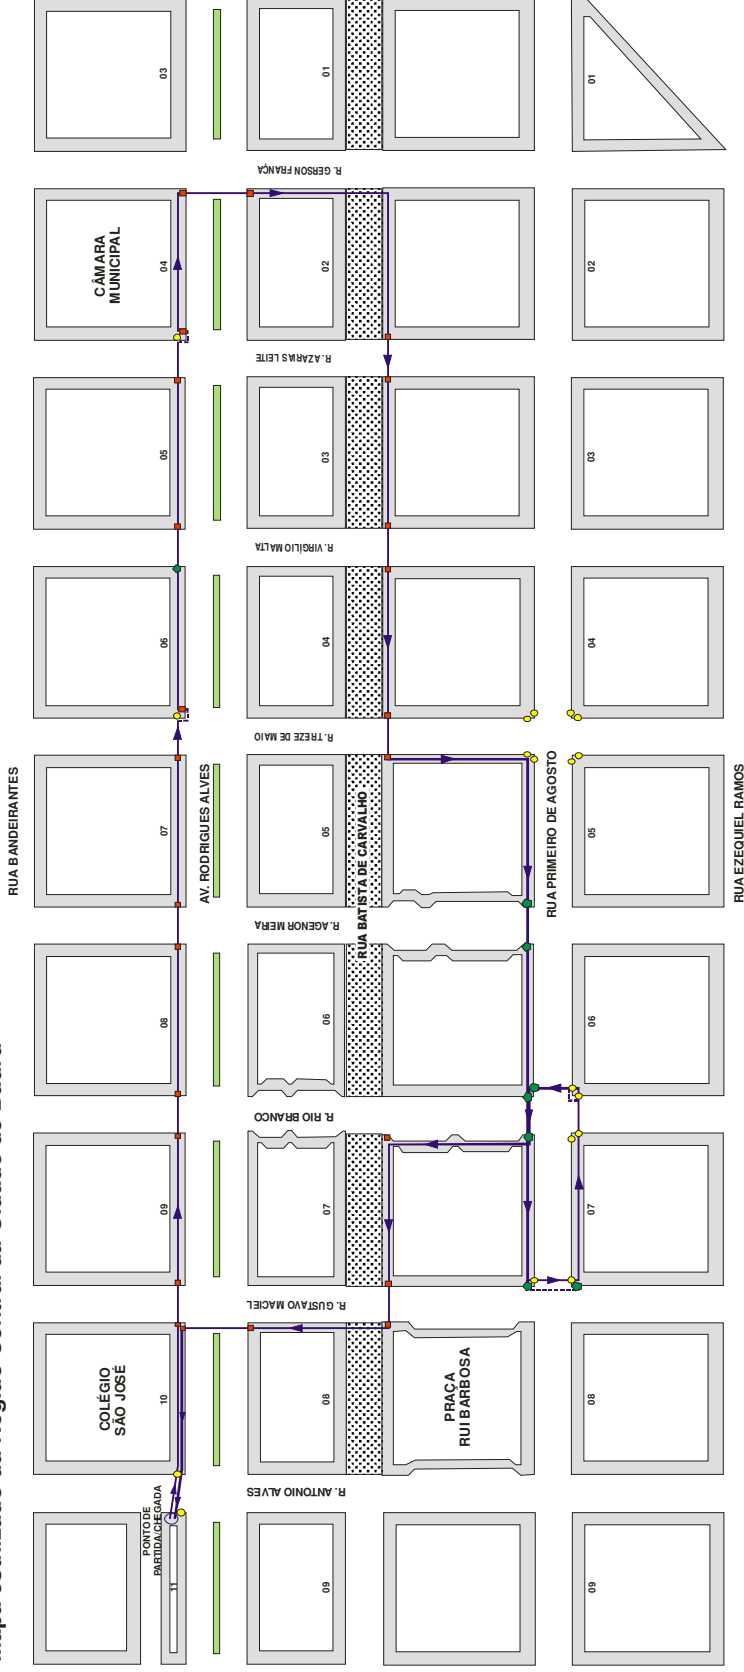 03
01
01
R. GERSON FRANÇA
CÂMARA
MUNICIPAL
04
02
02
R. AZARIAS LEITE
05
03
03
R. VIRGÍLIO MALTA
06
04
04
R. TREZE DE MAIO
RUA BANDEIRANTES
07
AV. RODRIGUES ALVES
05
RUA BATISTA DE CARVALHO
RUA PRIMEIRO DE AGOSTO
05
RUA EZEQUIEL RAMOS
R. AGENOR MEIRA
08
06
06
R. RIO BRANCO
09
07
07
R. GUSTAVO MACIEL
COLÉGIO
SÃO JOSÉ
10
08
PRAÇA
RUI BARBOSA
08
R. ANTONIO ALVES
PONTO DE
PARTIDA/CHEGADA
11
09
09